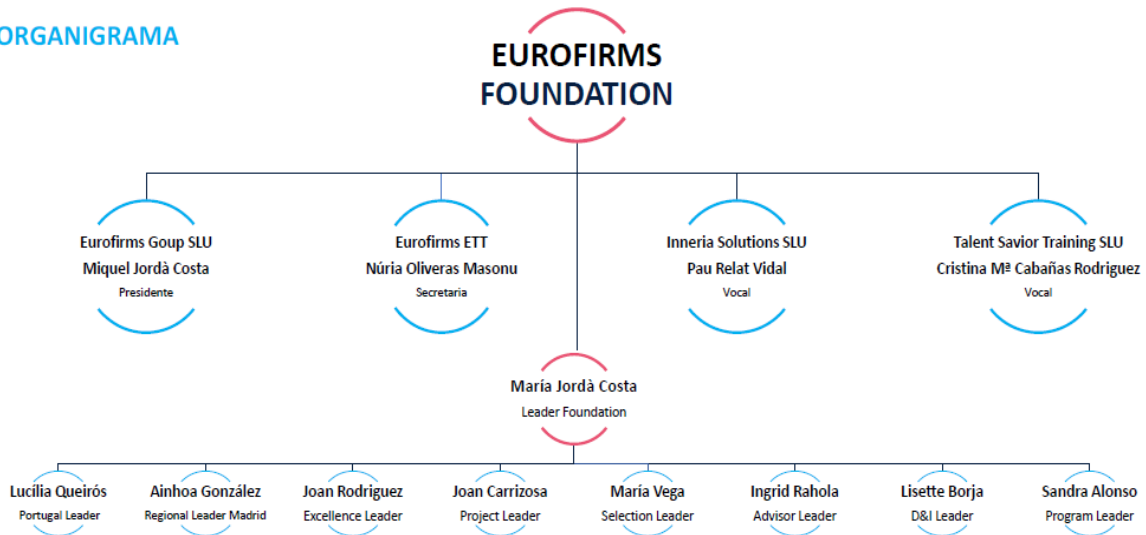 ORGANIGRAMA
EUROFIRMS
FOUNDATION
Eurofirms Goup SLU
Miquel Jordà Costa
Presidente
Eurofirms ETT
Núria Oliveras Masonu
Secretaria
Inneria Solutions SLU
Pau Relat Vidal
Vocal
Talent Savior Training SLU
Cristina Mª Cabañas Rodriguez
Vocal
María Jordà Costa
Leader Foundation
Lucília Queirós
Portugal Leader
Ainhoa González
Regional Leader Madrid
Joan Rodriguez
Excellence Leader
Joan Carrizosa
Project Leader
María Vega
Selection Leader
Ingrid Rahola
Advisor Leader
Lisette Borja
D&I Leader
Sandra Alonso
Program Leader